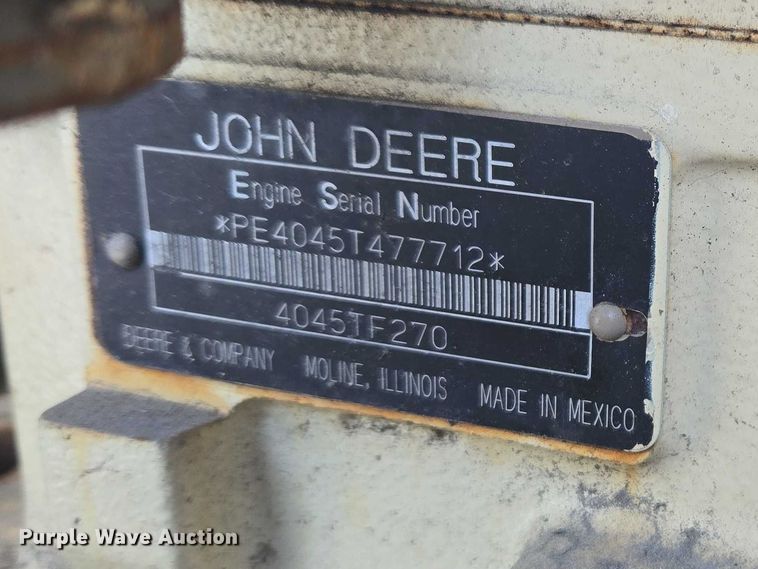 JOHN DEERE
Engine Serial Number
*PE4045T477712*
4045TF270
DEERE & COMPANY MOLINE, ILLINOIS MADE IN MEXICO
Purple Wave Auction